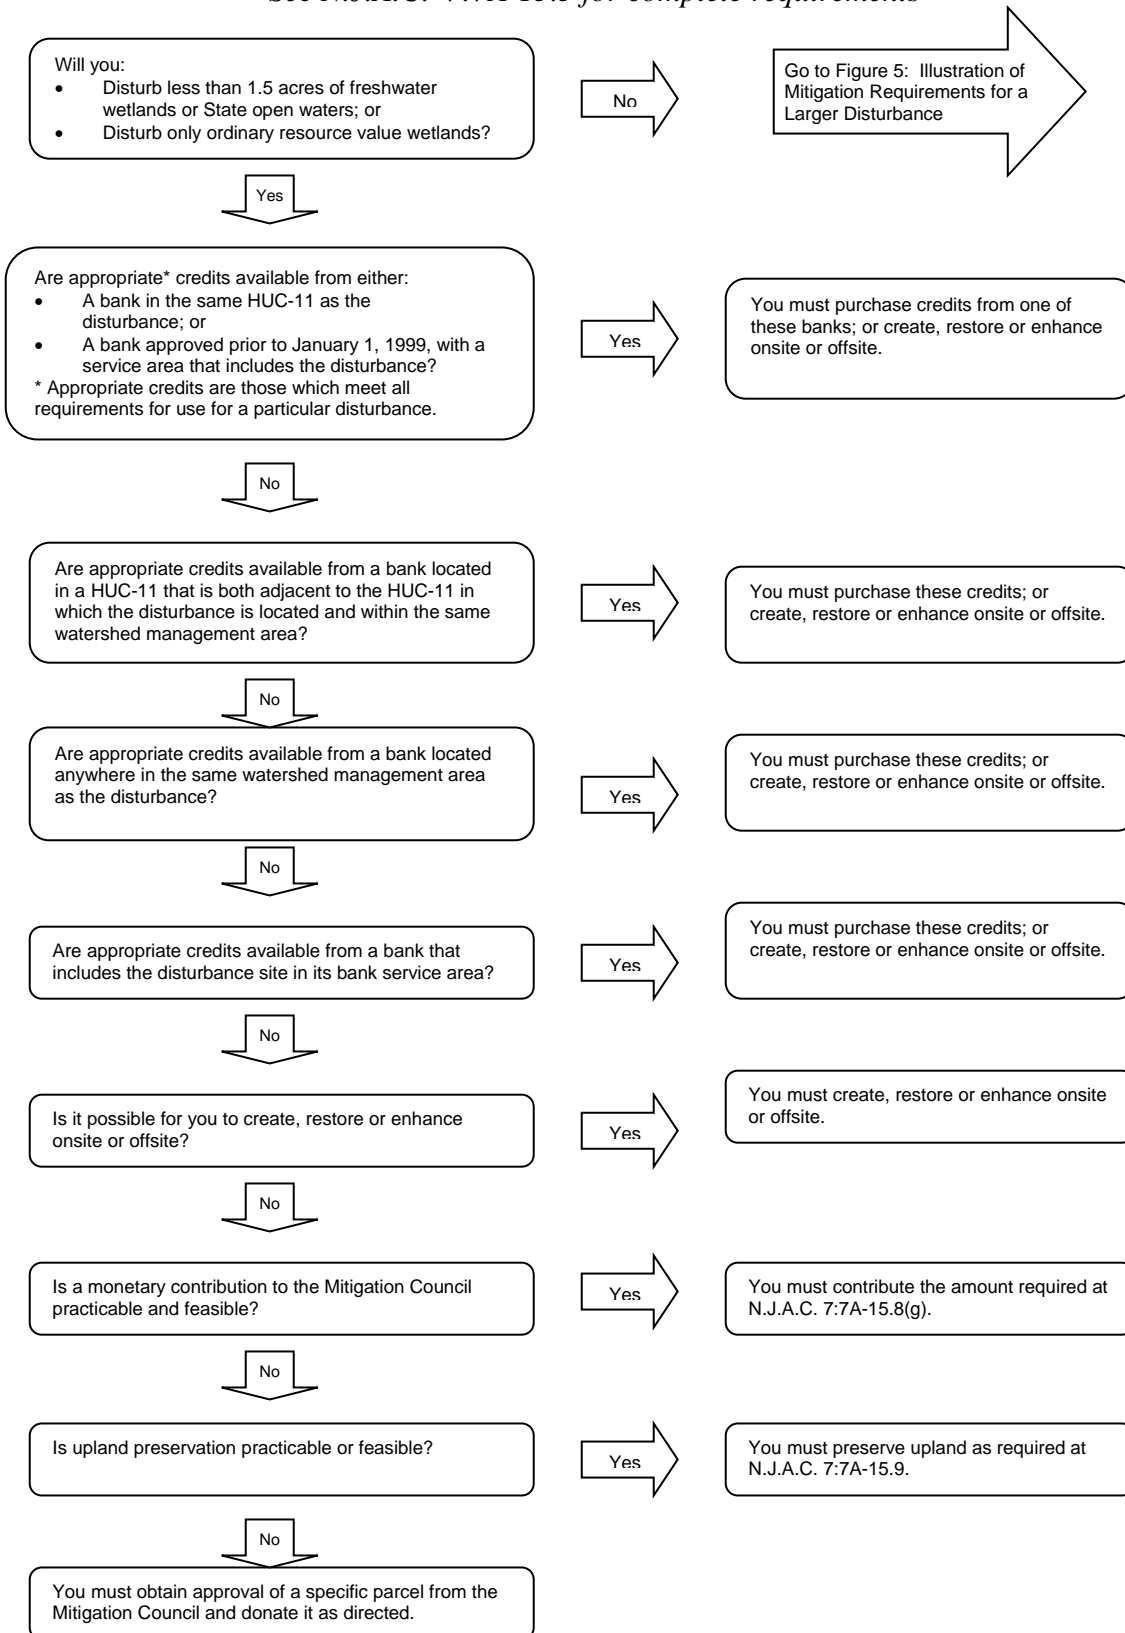 See N.J.A.C. 7:7A-15.5 for complete requirements
Will you:
• Disturb less than 1.5 acres of freshwater
wetlands or State open waters; or
• Disturb only ordinary resource value wetlands?
No
Go to Figure 5: Illustration of
Mitigation Requirements for a
Larger Disturbance
Yes
Are appropriate* credits available from either:
• A bank in the same HUC-11 as the
disturbance; or
• A bank approved prior to January 1, 1999, with a
service area that includes the disturbance?
* Appropriate credits are those which meet all
requirements for use for a particular disturbance.
Yes
You must purchase credits from one of
these banks; or create, restore or enhance
onsite or offsite.
No
Are appropriate credits available from a bank located
in a HUC-11 that is both adjacent to the HUC-11 in
which the disturbance is located and within the same
watershed management area?
Yes
You must purchase these credits; or
create, restore or enhance onsite or offsite.
No
Are appropriate credits available from a bank located
anywhere in the same watershed management area
as the disturbance?
Yes
You must purchase these credits; or
create, restore or enhance onsite or offsite.
No
Are appropriate credits available from a bank that
includes the disturbance site in its bank service area?
Yes
You must purchase these credits; or
create, restore or enhance onsite or offsite.
No
Is it possible for you to create, restore or enhance
onsite or offsite?
Yes
You must create, restore or enhance onsite
or offsite.
No
Is a monetary contribution to the Mitigation Council
practicable and feasible?
Yes
You must contribute the amount required at
N.J.A.C. 7:7A-15.8(g).
No
Is upland preservation practicable or feasible?
Yes
You must preserve upland as required at
N.J.A.C. 7:7A-15.9.
No
You must obtain approval of a specific parcel from the
Mitigation Council and donate it as directed.